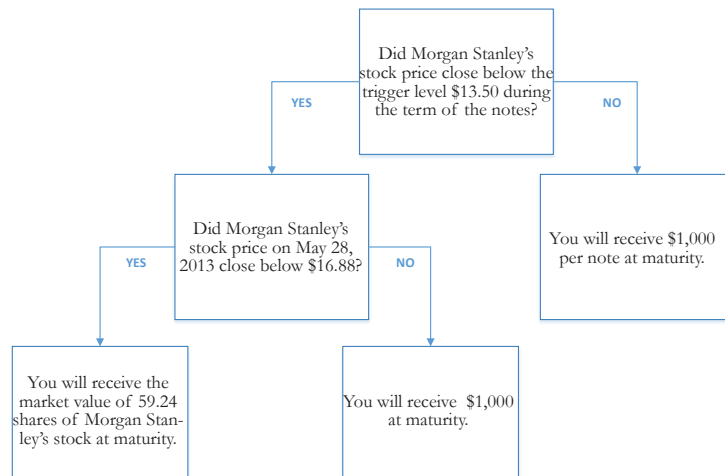 Did Morgan Stanley's
stock price close below the
trigger level $13.50 during
the term of the notes?
YES
NO
Did Morgan Stanley's
stock price on May 28,
2013 close below $16.88?
You will receive $1,000
per note at maturity.
YES
NO
You will receive the
market value of 59.24
shares of Morgan Stan-
ley's stock at maturity.
You will receive $1,000
at maturity.